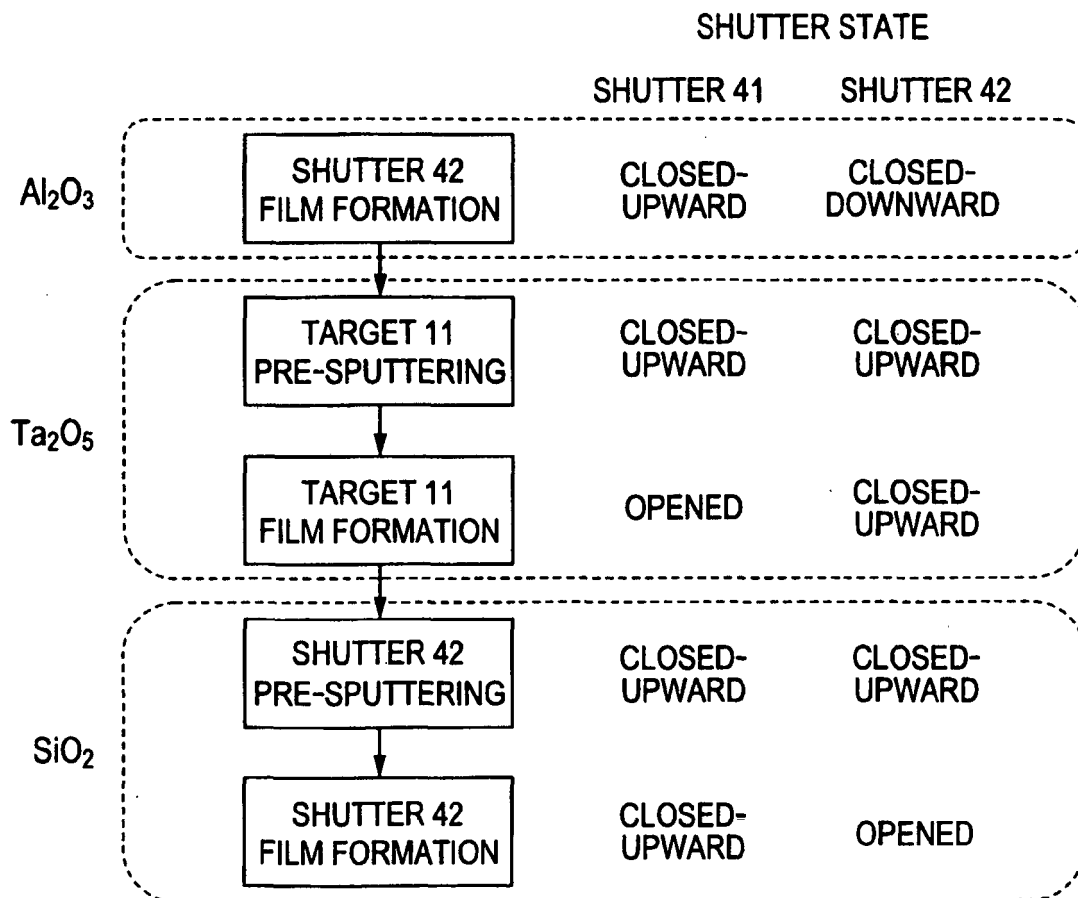 SHUTTER STATE
SHUTTER 41 SHUTTER 42
Al₂O₃
SHUTTER 42
FILM FORMATION
CLOSED-
UPWARD
CLOSED-
DOWNWARD
Ta₂O₅
TARGET 11
PRE-SPUTTERING
CLOSED-
UPWARD
CLOSED-
UPWARD
TARGET 11
FILM FORMATION
OPENED
CLOSED-
UPWARD
SiO₂
SHUTTER 42
PRE-SPUTTERING
CLOSED-
UPWARD
CLOSED-
UPWARD
SHUTTER 42
FILM FORMATION
CLOSED-
UPWARD
OPENED